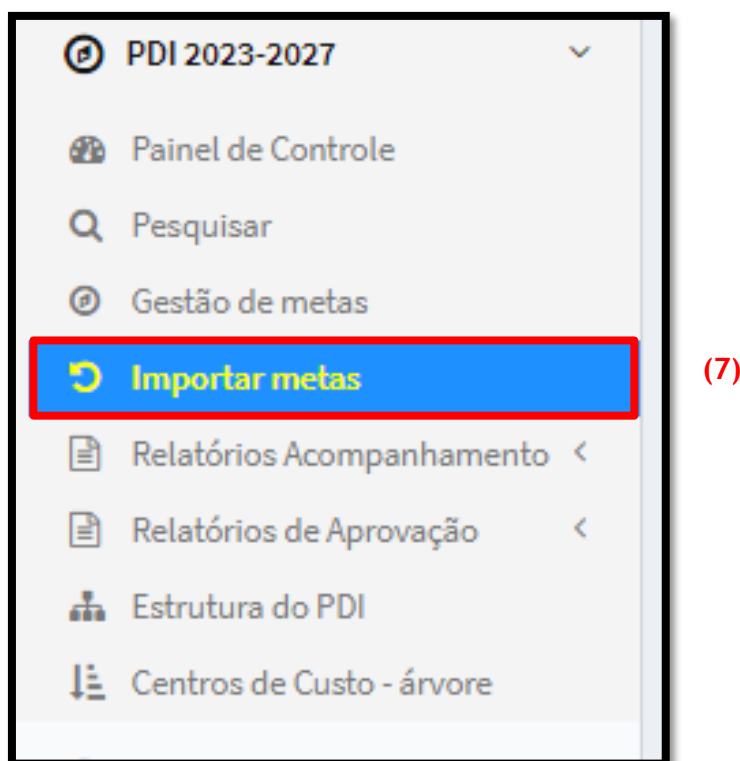 PDI 2023-2027
Painel de Controle
Pesquisar
Gestão de metas
Importar metas
(7)
Relatórios Acompanhamento
Relatórios de Aprovação
Estrutura do PDI
Centros de Custo - árvore